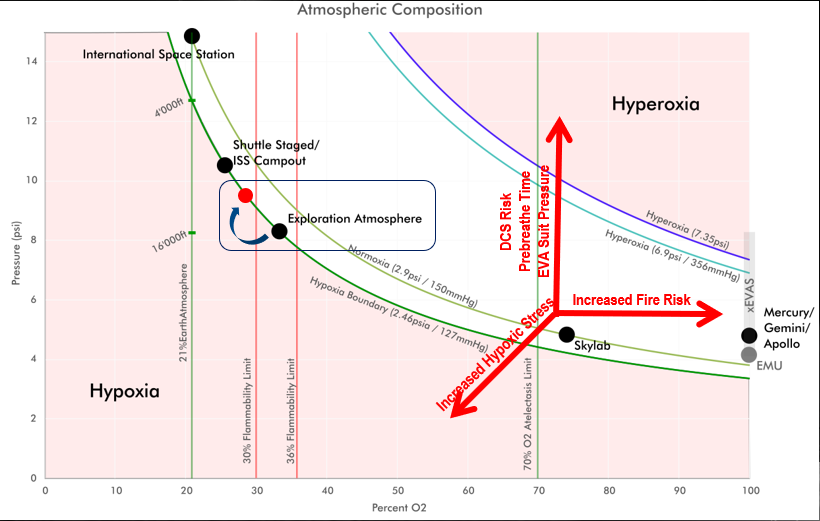 Atmospheric Composition
14
12
10
8
6
4
2
0
Pressure (psi)
0
10
20
30
40
50
60
70
80
90
100
Percent O2
International Space Station
4'000ft
Shuttle Staged/
ISS Campout
Exploration Atmosphere
16'000ft
21%EarthAtmosphere
30% Flammability Limit
36% Flammability Limit
70% O2 Atelectasis Limit
Normoxia (2.9psi / 150mmHg)
Hypoxia Boundary (2.46psia / 127mmHg)
Hyperoxia (7.35psi)
Hyperoxia (6.9psi / 356mmHg)
Hyperoxia
Hypoxia
DCS Risk
Prebreathe Time
EVA Suit Pressure
Increased Fire Risk
Increased Hypoxic Stress
Skylab
xEVAS
Mercury/
Gemini/
Apollo
EMU